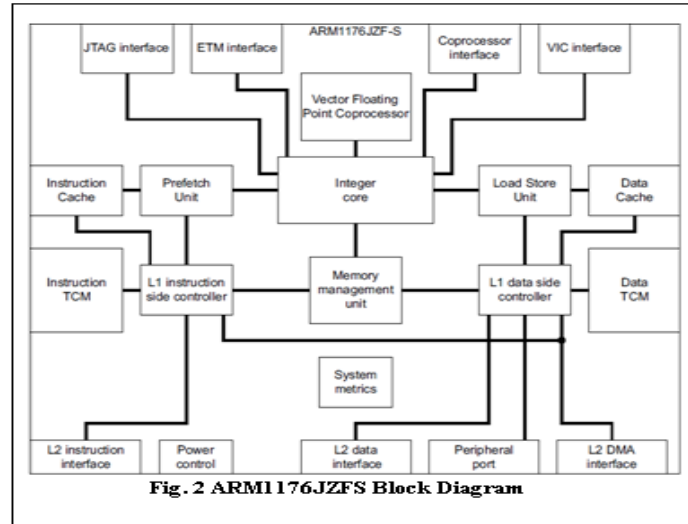 ARM1176JZF-S
JTAG interface
ETM interface
Coprocessor
interface
VIC interface
Vector Floating
Point Coprocessor
Instruction
Cache
Prefetch
Unit
Integer
core
Load Store
Unit
Data
Cache
Instruction
TCM
L1 instruction
side controller
Memory
management
unit
L1 data side
controller
Data
TCM
System
metrics
L2 instruction
interface
Power
control
L2 data
interface
Peripheral
port
L2 DMA
interface
Fig. 2 ARM1176JZFS Block Diagram